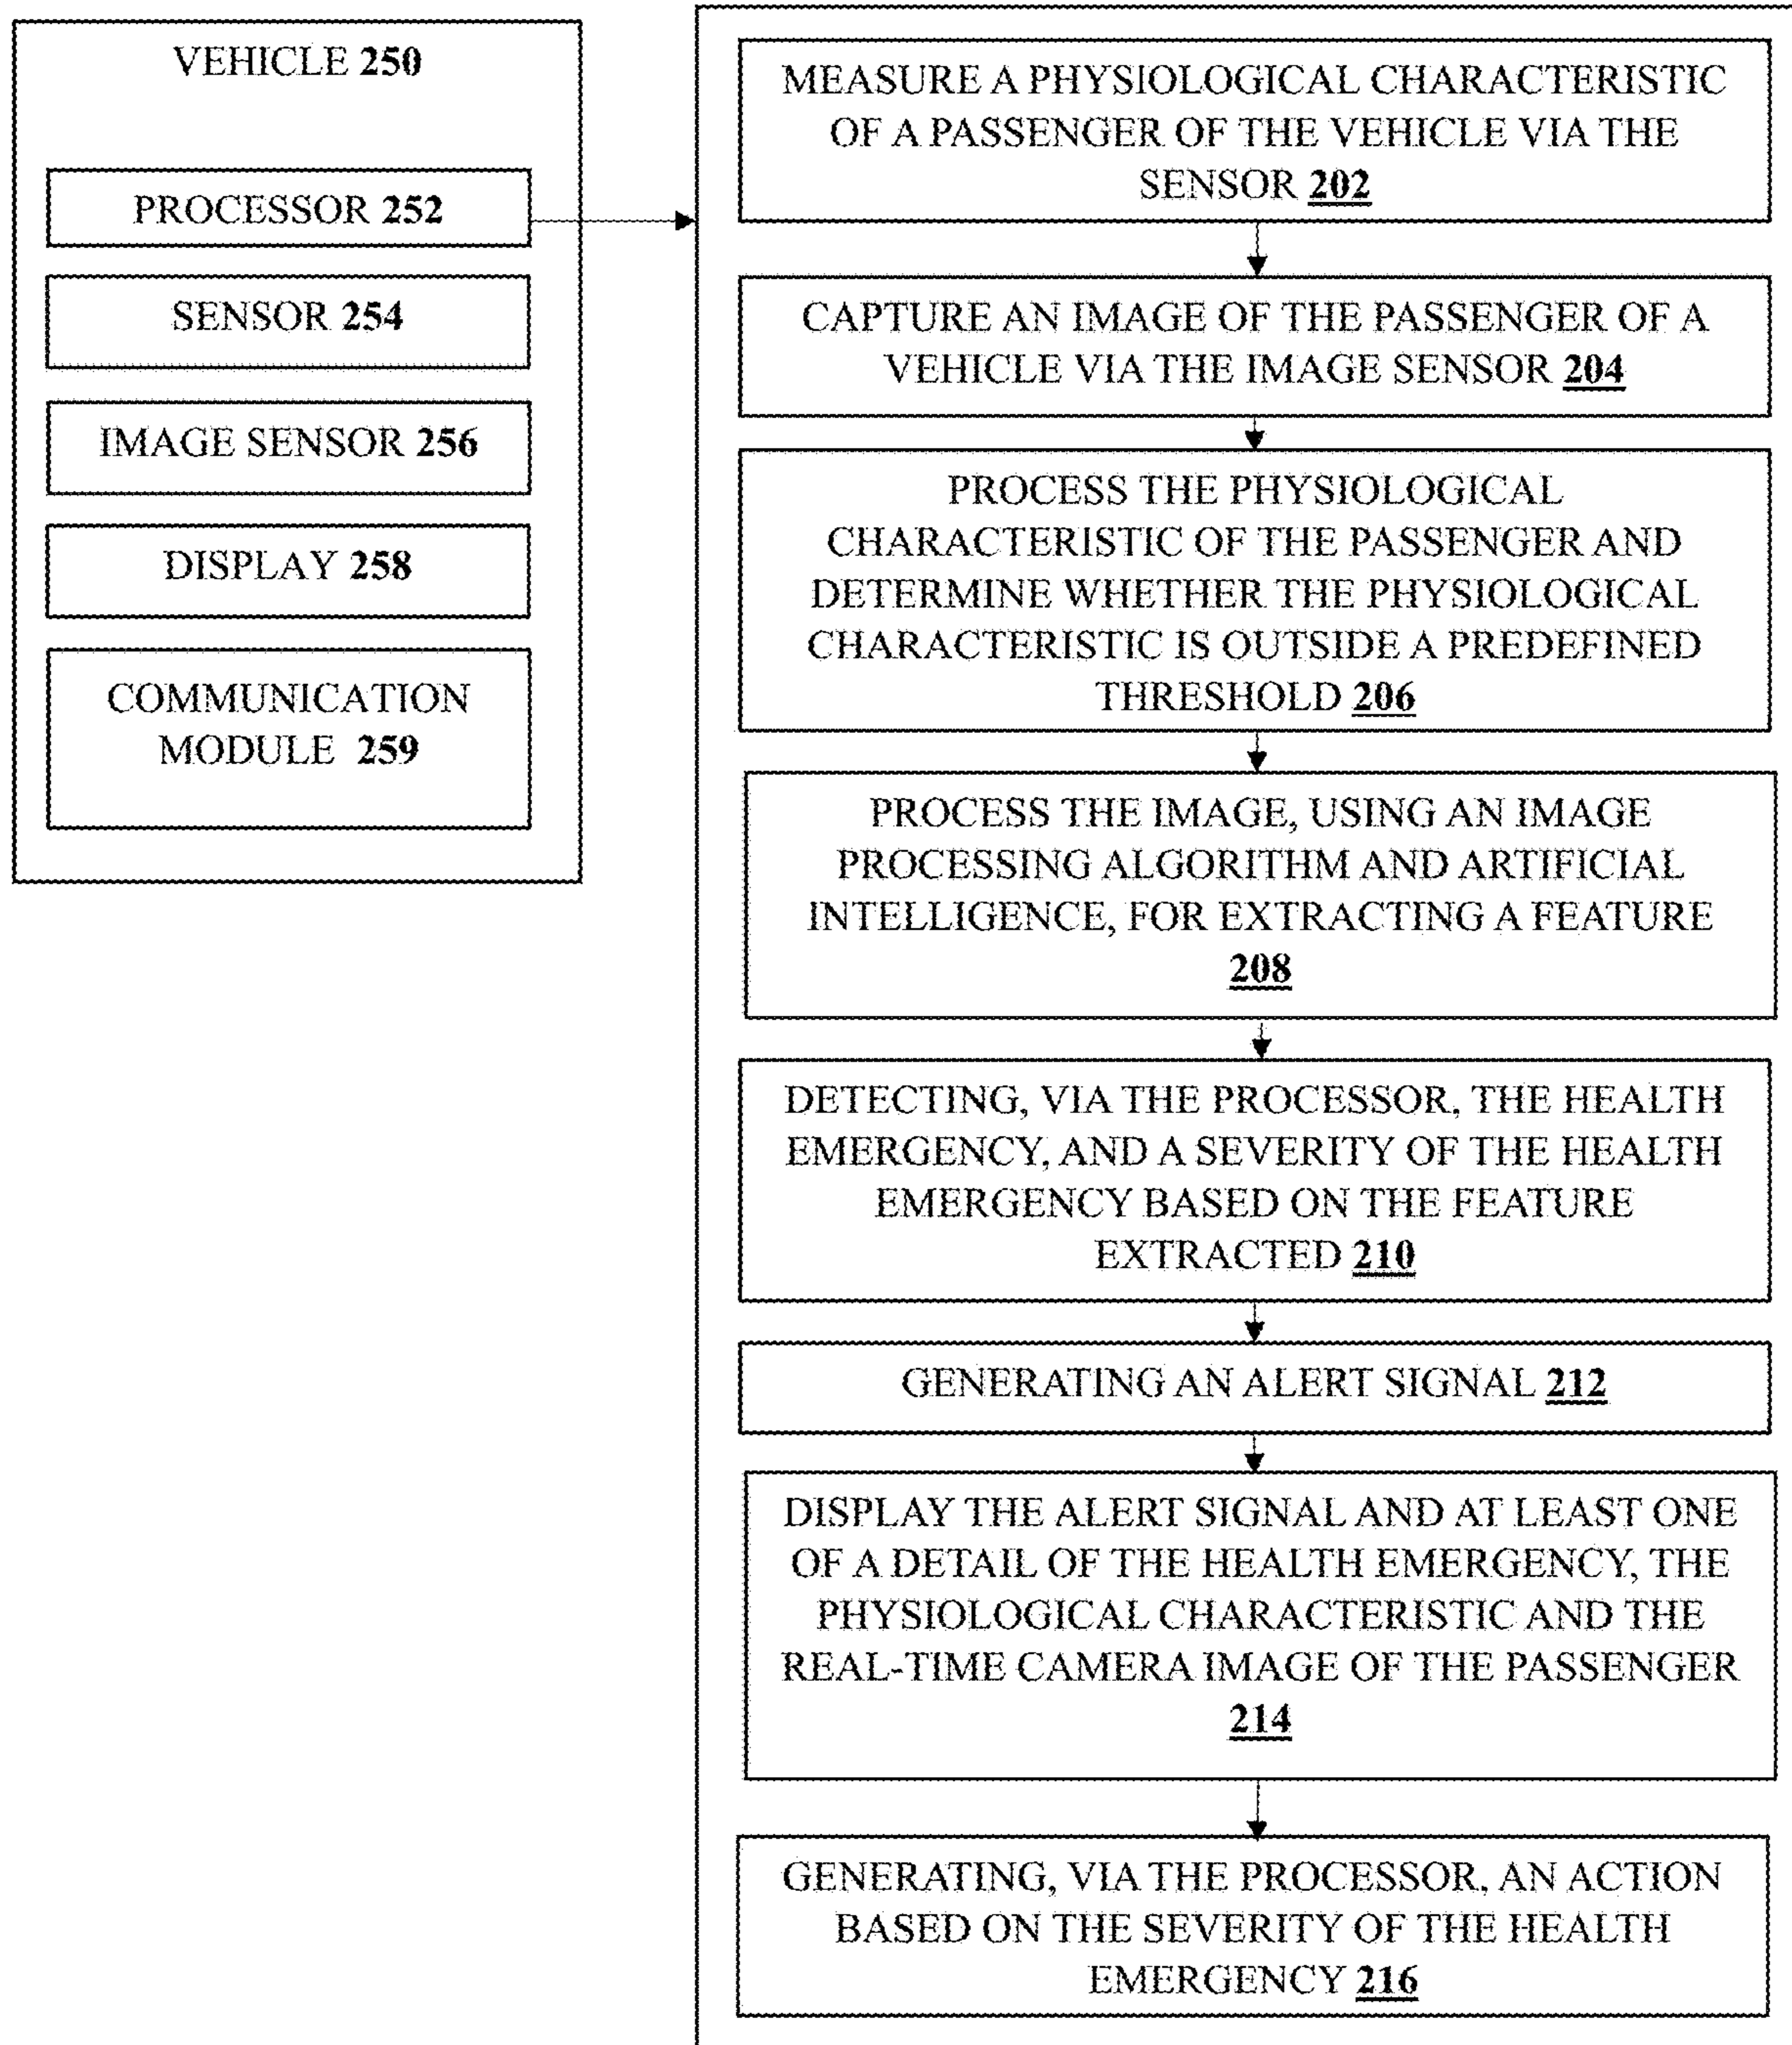 VEHICLE 250
PROCESSOR 252
SENSOR 254
IMAGE SENSOR 256
DISPLAY 258
COMMUNICATION
MODULE 259
MEASURE A PHYSIOLOGICAL CHARACTERISTIC
OF A PASSENGER OF THE VEHICLE VIA THE
SENSOR 202
CAPTURE AN IMAGE OF THE PASSENGER OF A
VEHICLE VIA THE IMAGE SENSOR 204
PROCESS THE PHYSIOLOGICAL
CHARACTERISTIC OF THE PASSENGER AND
DETERMINE WHETHER THE PHYSIOLOGICAL
CHARACTERISTIC IS OUTSIDE A PREDEFINED
THRESHOLD 206
PROCESS THE IMAGE, USING AN IMAGE
PROCESSING ALGORITHM AND ARTIFICIAL
INTELLIGENCE, FOR EXTRACTING A FEATURE
208
DETECTING, VIA THE PROCESSOR, THE HEALTH
EMERGENCY, AND A SEVERITY OF THE HEALTH
EMERGENCY BASED ON THE FEATURE
EXTRACTED 210
GENERATING AN ALERT SIGNAL 212
DISPLAY THE ALERT SIGNAL AND AT LEAST ONE
OF A DETAIL OF THE HEALTH EMERGENCY, THE
PHYSIOLOGICAL CHARACTERISTIC AND THE
REAL-TIME CAMERA IMAGE OF THE PASSENGER
214
GENERATING, VIA THE PROCESSOR, AN ACTION
BASED ON THE SEVERITY OF THE HEALTH
EMERGENCY 216